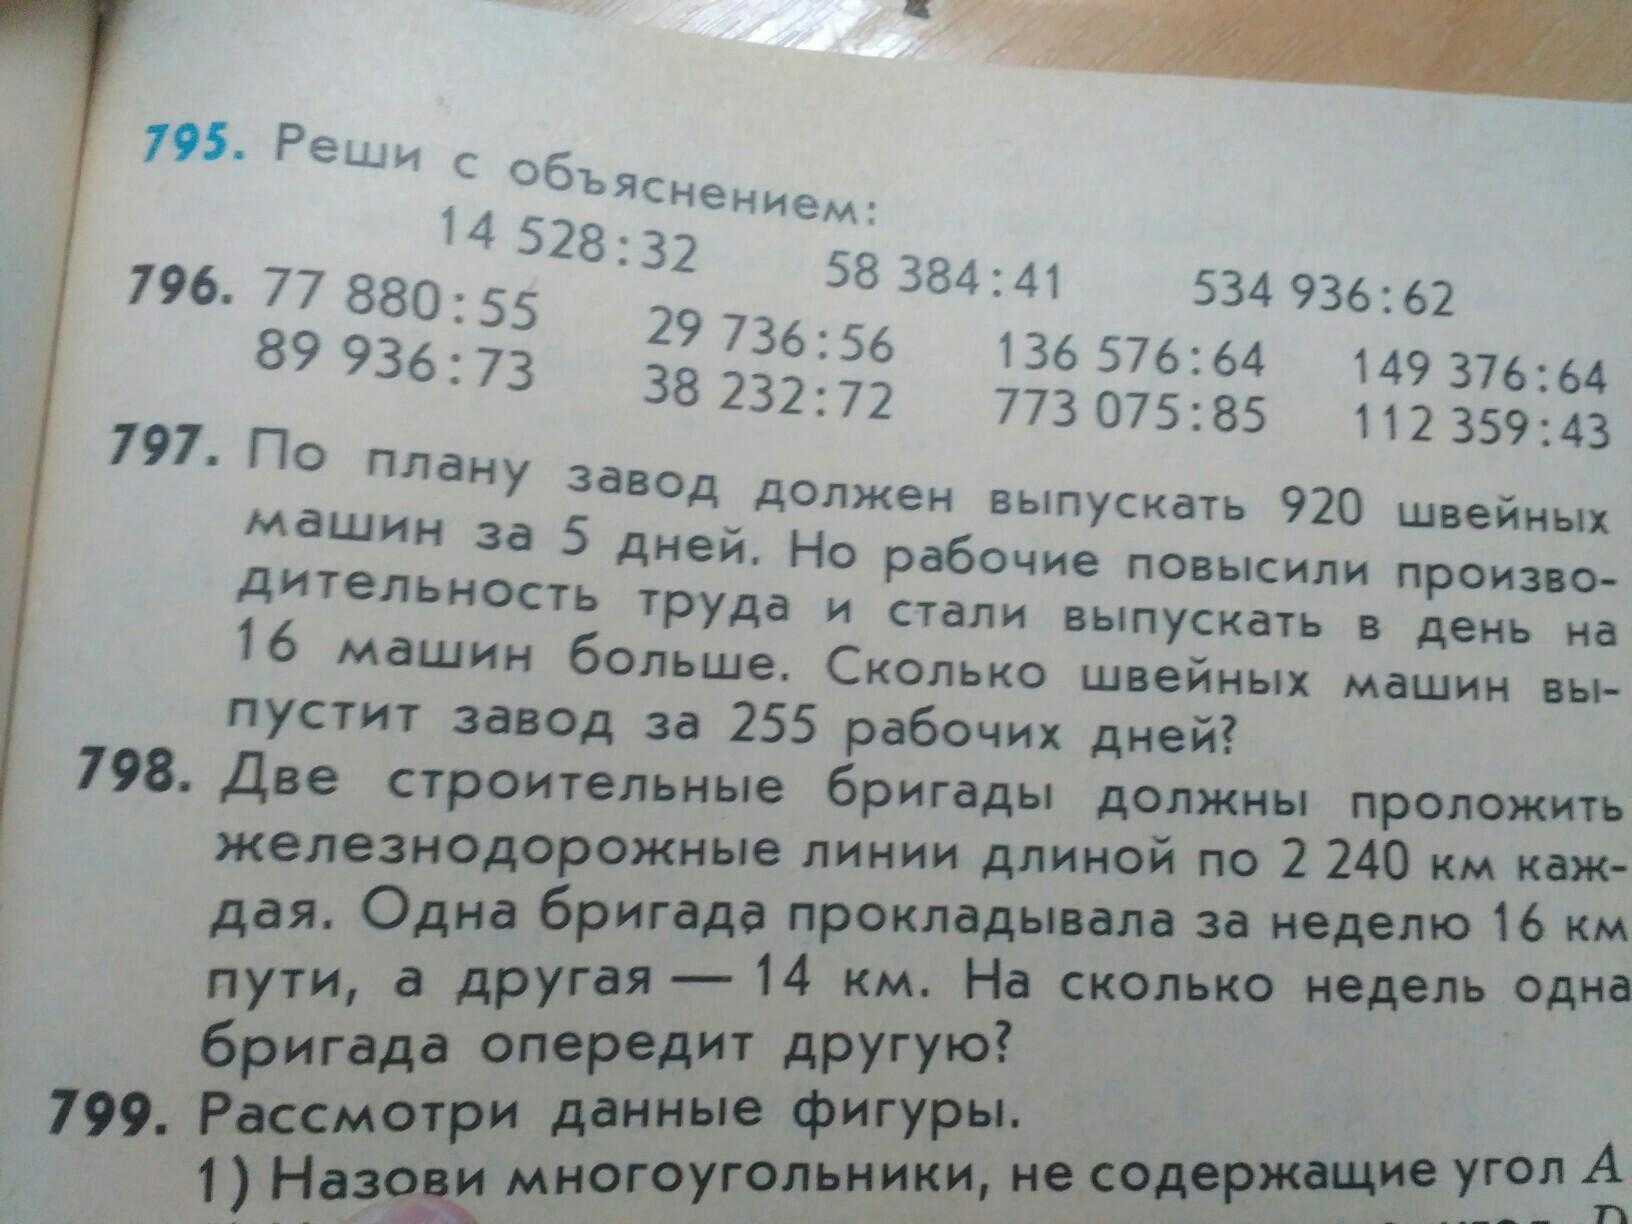 795. Реши с объяснением:
14 528:32 58 384:41 534 936:62
796. 77 880:55 29 736:56 136 576:64 149 376:64
89 936:73 38 232:72 773 075:85 112 359:43
797. По плану завод должен выпускать 920 швейных
машин за 5 дней. Но рабочие повысили произво-
дительность труда и стали выпускать в день на
16 машин больше. Сколько швейных машин вы-
пустит завод за 255 рабочих дней?
798. Две строительные бригады должны проложить
железнодорожные линии длиной по 2 240 км каж-
дая. Одна бригада прокладывала за неделю 16 км
пути, а другая — 14 км. На сколько недель одна
бригада опередит другую?
799. Рассмотри данные фигуры.
1) Назови многоугольники, не содержащие угол A